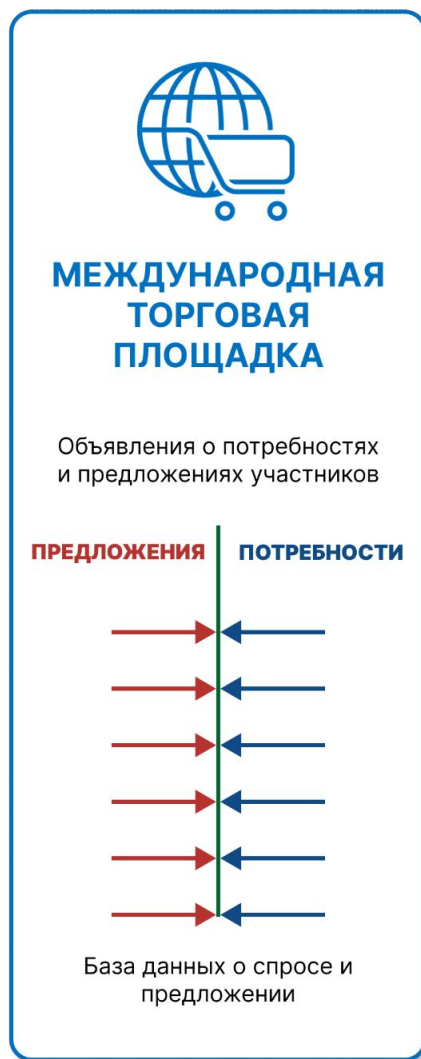 МЕЖДУНАРОДНАЯ
ТОРГОВАЯ
ПЛОЩАДКА
Объявления о потребностях
и предложениях участников
ПРЕДЛОЖЕНИЯ ПОТРЕБНОСТИ
База данных о спросе и
предложении